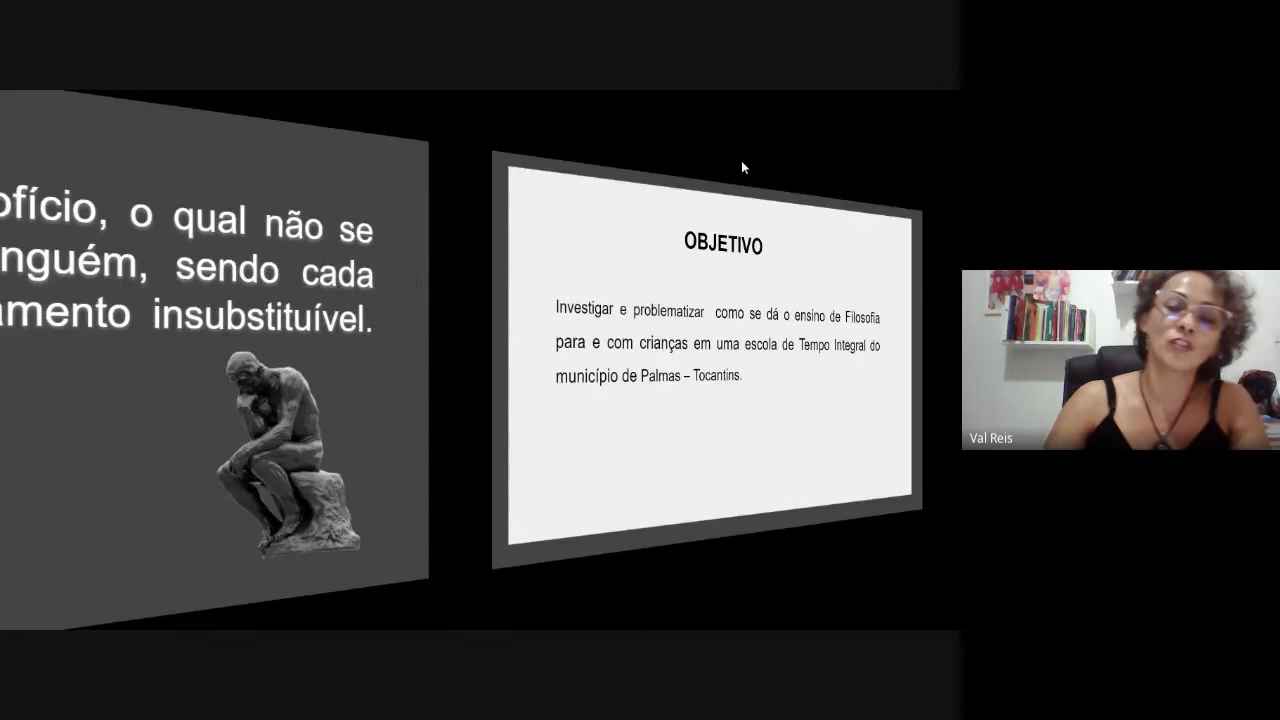 ofício, o qual não se
nguém, sendo cada
amento insubstituível.
OBJETIVO
Investigar e problematizar como se dá o ensino de Filosofia
para e com crianças em uma escola de Tempo Integral do
município de Palmas – Tocantins.
Val Reis